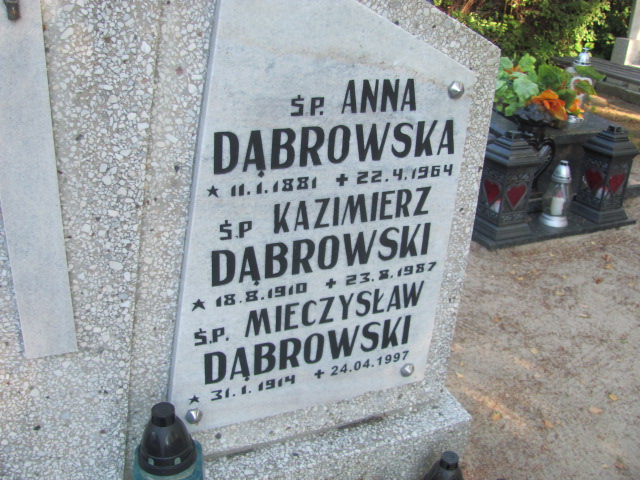 Ś.P. ANNA
DĄBROWSKA
★ 11.1.1881 + 22.4.1964
Ś.P KAZIMIERZ
DĄBROWSKI
★ 18.8.1910 + 23.8.1987
Ś.P. MIECZYSŁAW
DĄBROWSKI
★ 31.1.1914 + 24.04.1997